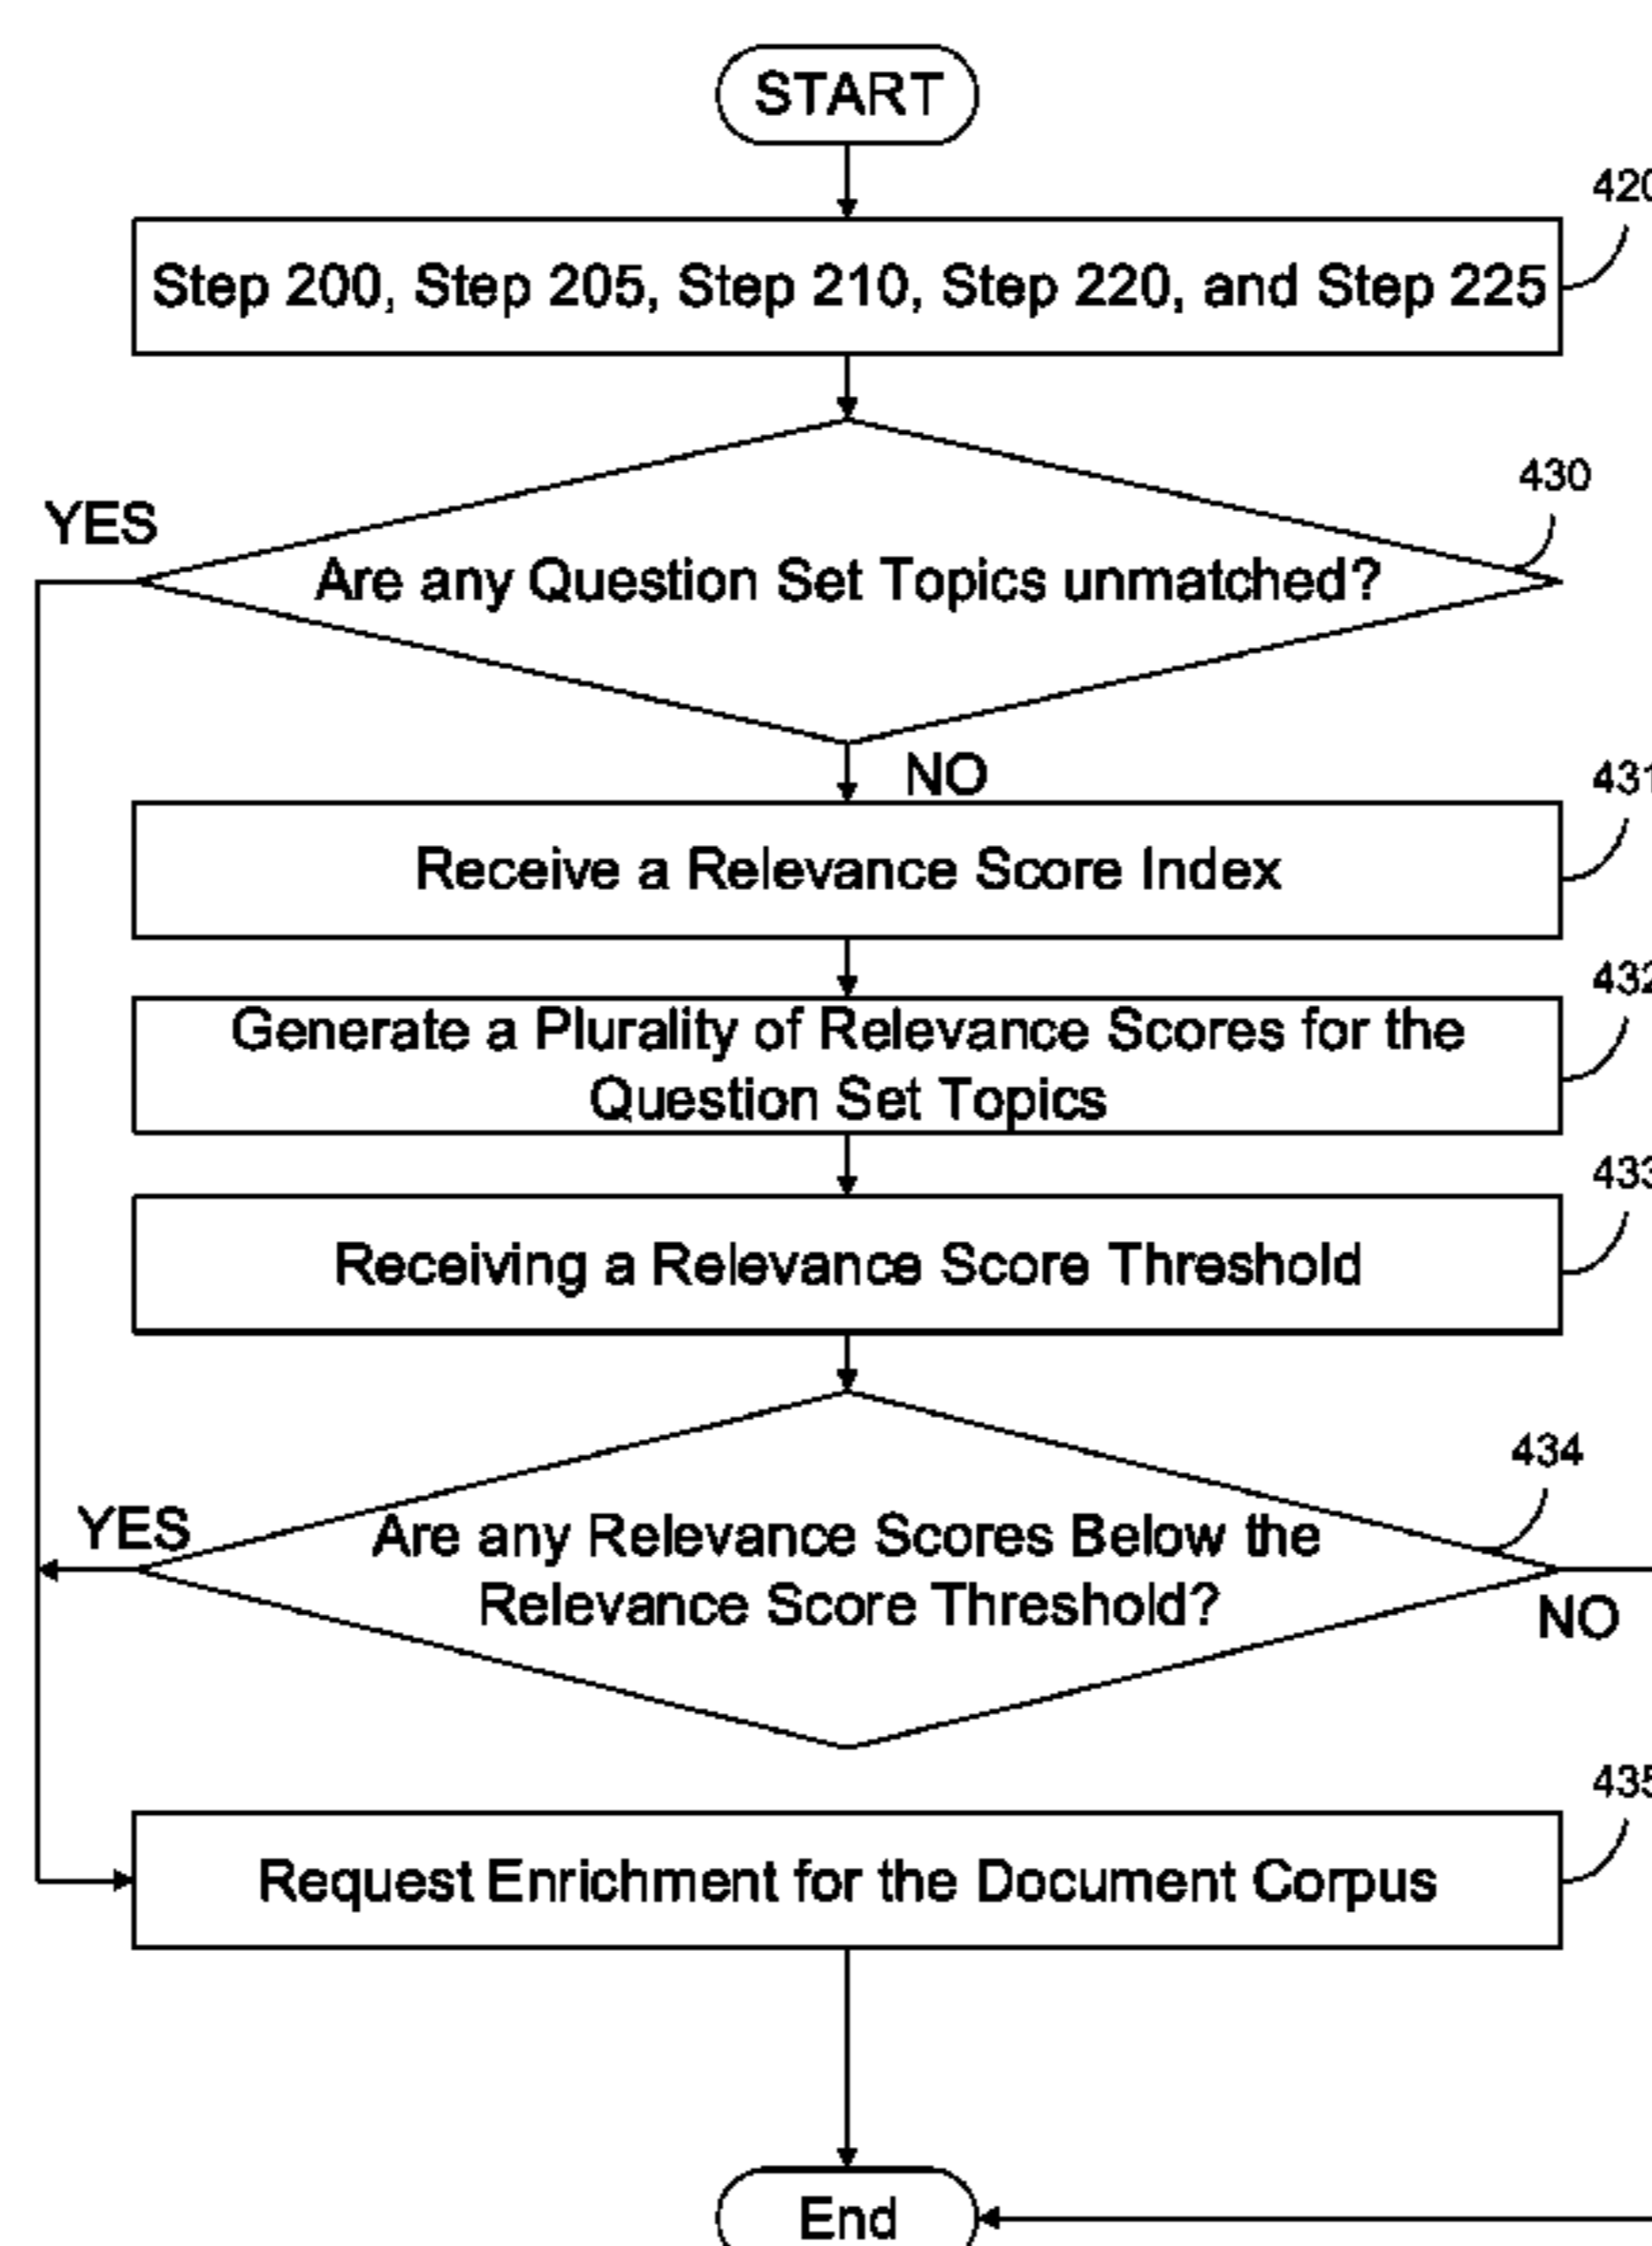 START
420
Step 200, Step 205, Step 210, Step 220, and Step 225
430
YES
Are any Question Set Topics unmatched?
NO
431
Receive a Relevance Score Index
432
Generate a Plurality of Relevance Scores for the
Question Set Topics
433
Receiving a Relevance Score Threshold
434
YES
Are any Relevance Scores Below the
Relevance Score Threshold?
NO
435
Request Enrichment for the Document Corpus
End